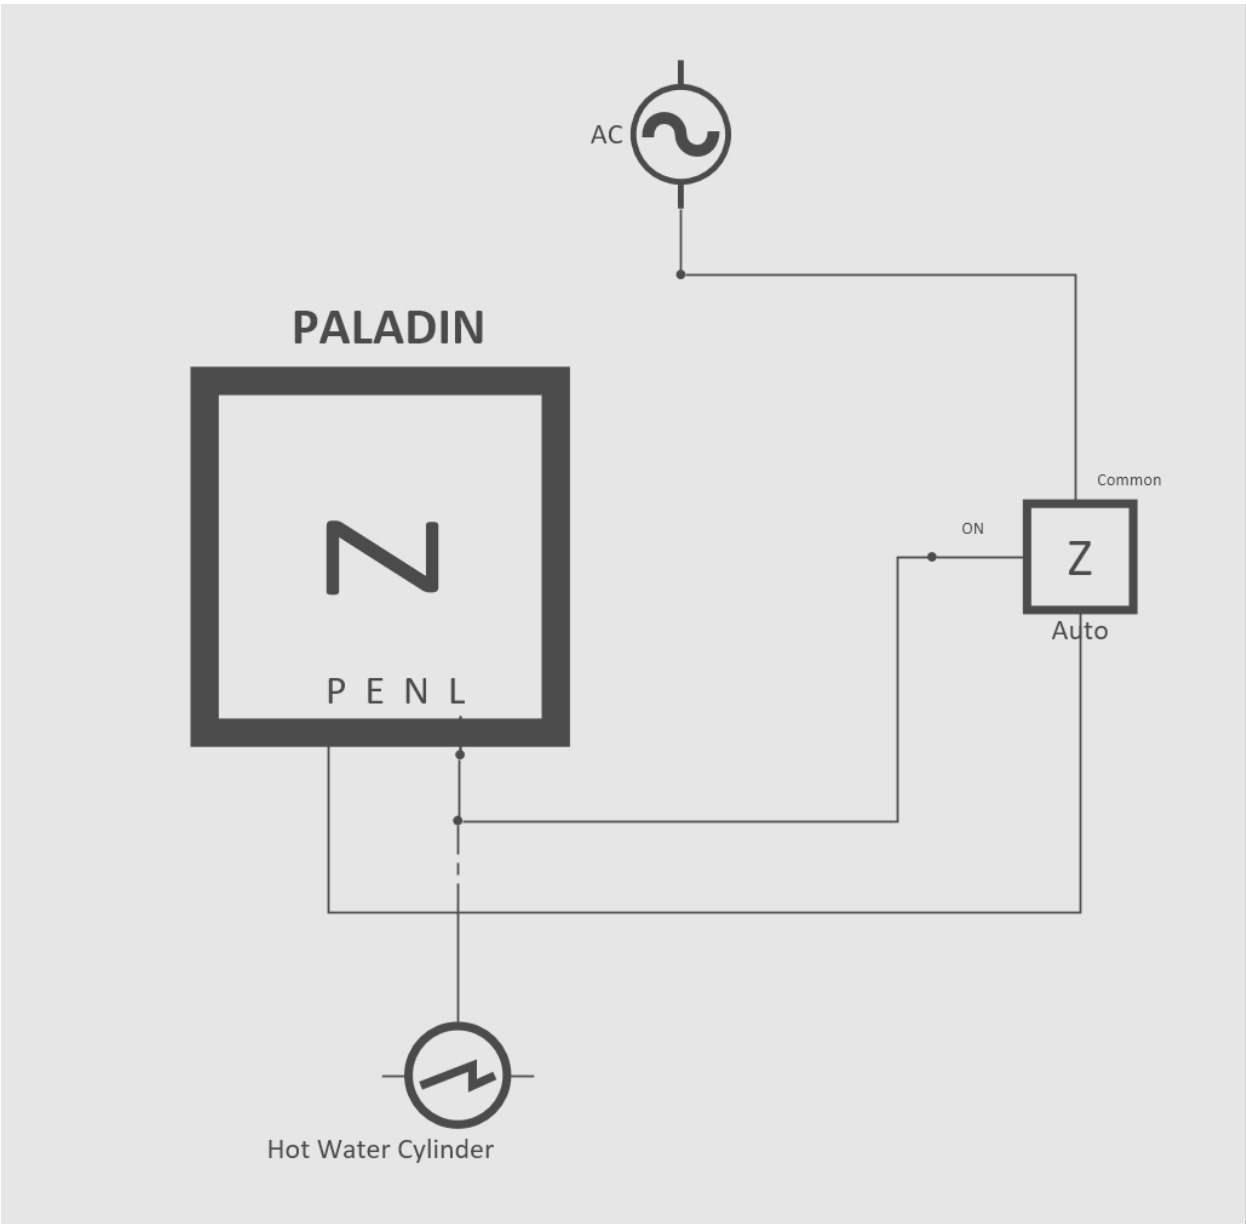 AC
PALADIN
Common
ON
Z
Auto
P E N L
Hot Water Cylinder